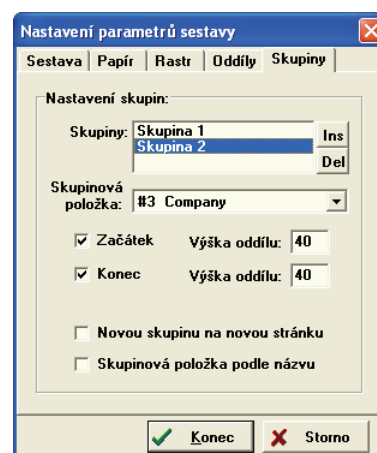 Nastavení parametrů sestavy
Sestava Papír Rastr Oddíly Skupiny
Nastavení skupin:
Skupiny: Skupina 1 Ins
Skupina 2
Del
Skupinová
položka: #3 Company
Začátek Výška oddílu: 40
Konec Výška oddílu: 40
Novou skupinu na novou stránku
Skupinová položka podle názvu
Konec Storno